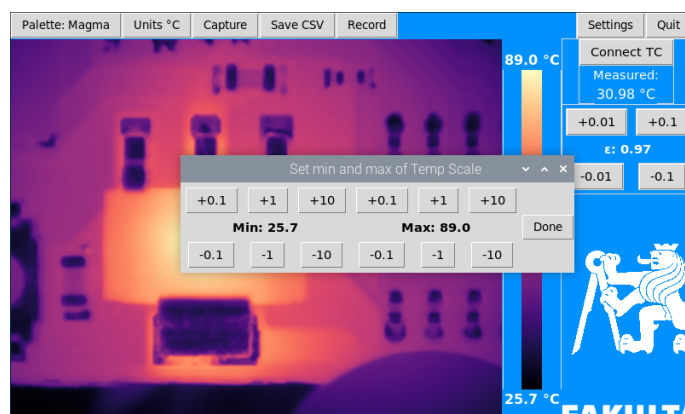 Palette: Magma Units °C Capture Save CSV Record Settings Quit
89.0 °C
Connect TC
Measured:
30.98 °C
+0.01 +0.1
ε: 0.97
-0.01 -0.1
Set min and max of Temp Scale
+0.1 +1 +10 +0.1 +1 +10
Min: 25.7 Max: 89.0 Done
-0.1 -1 -10 -0.1 -1 -10
25.7 °C
FAKULT